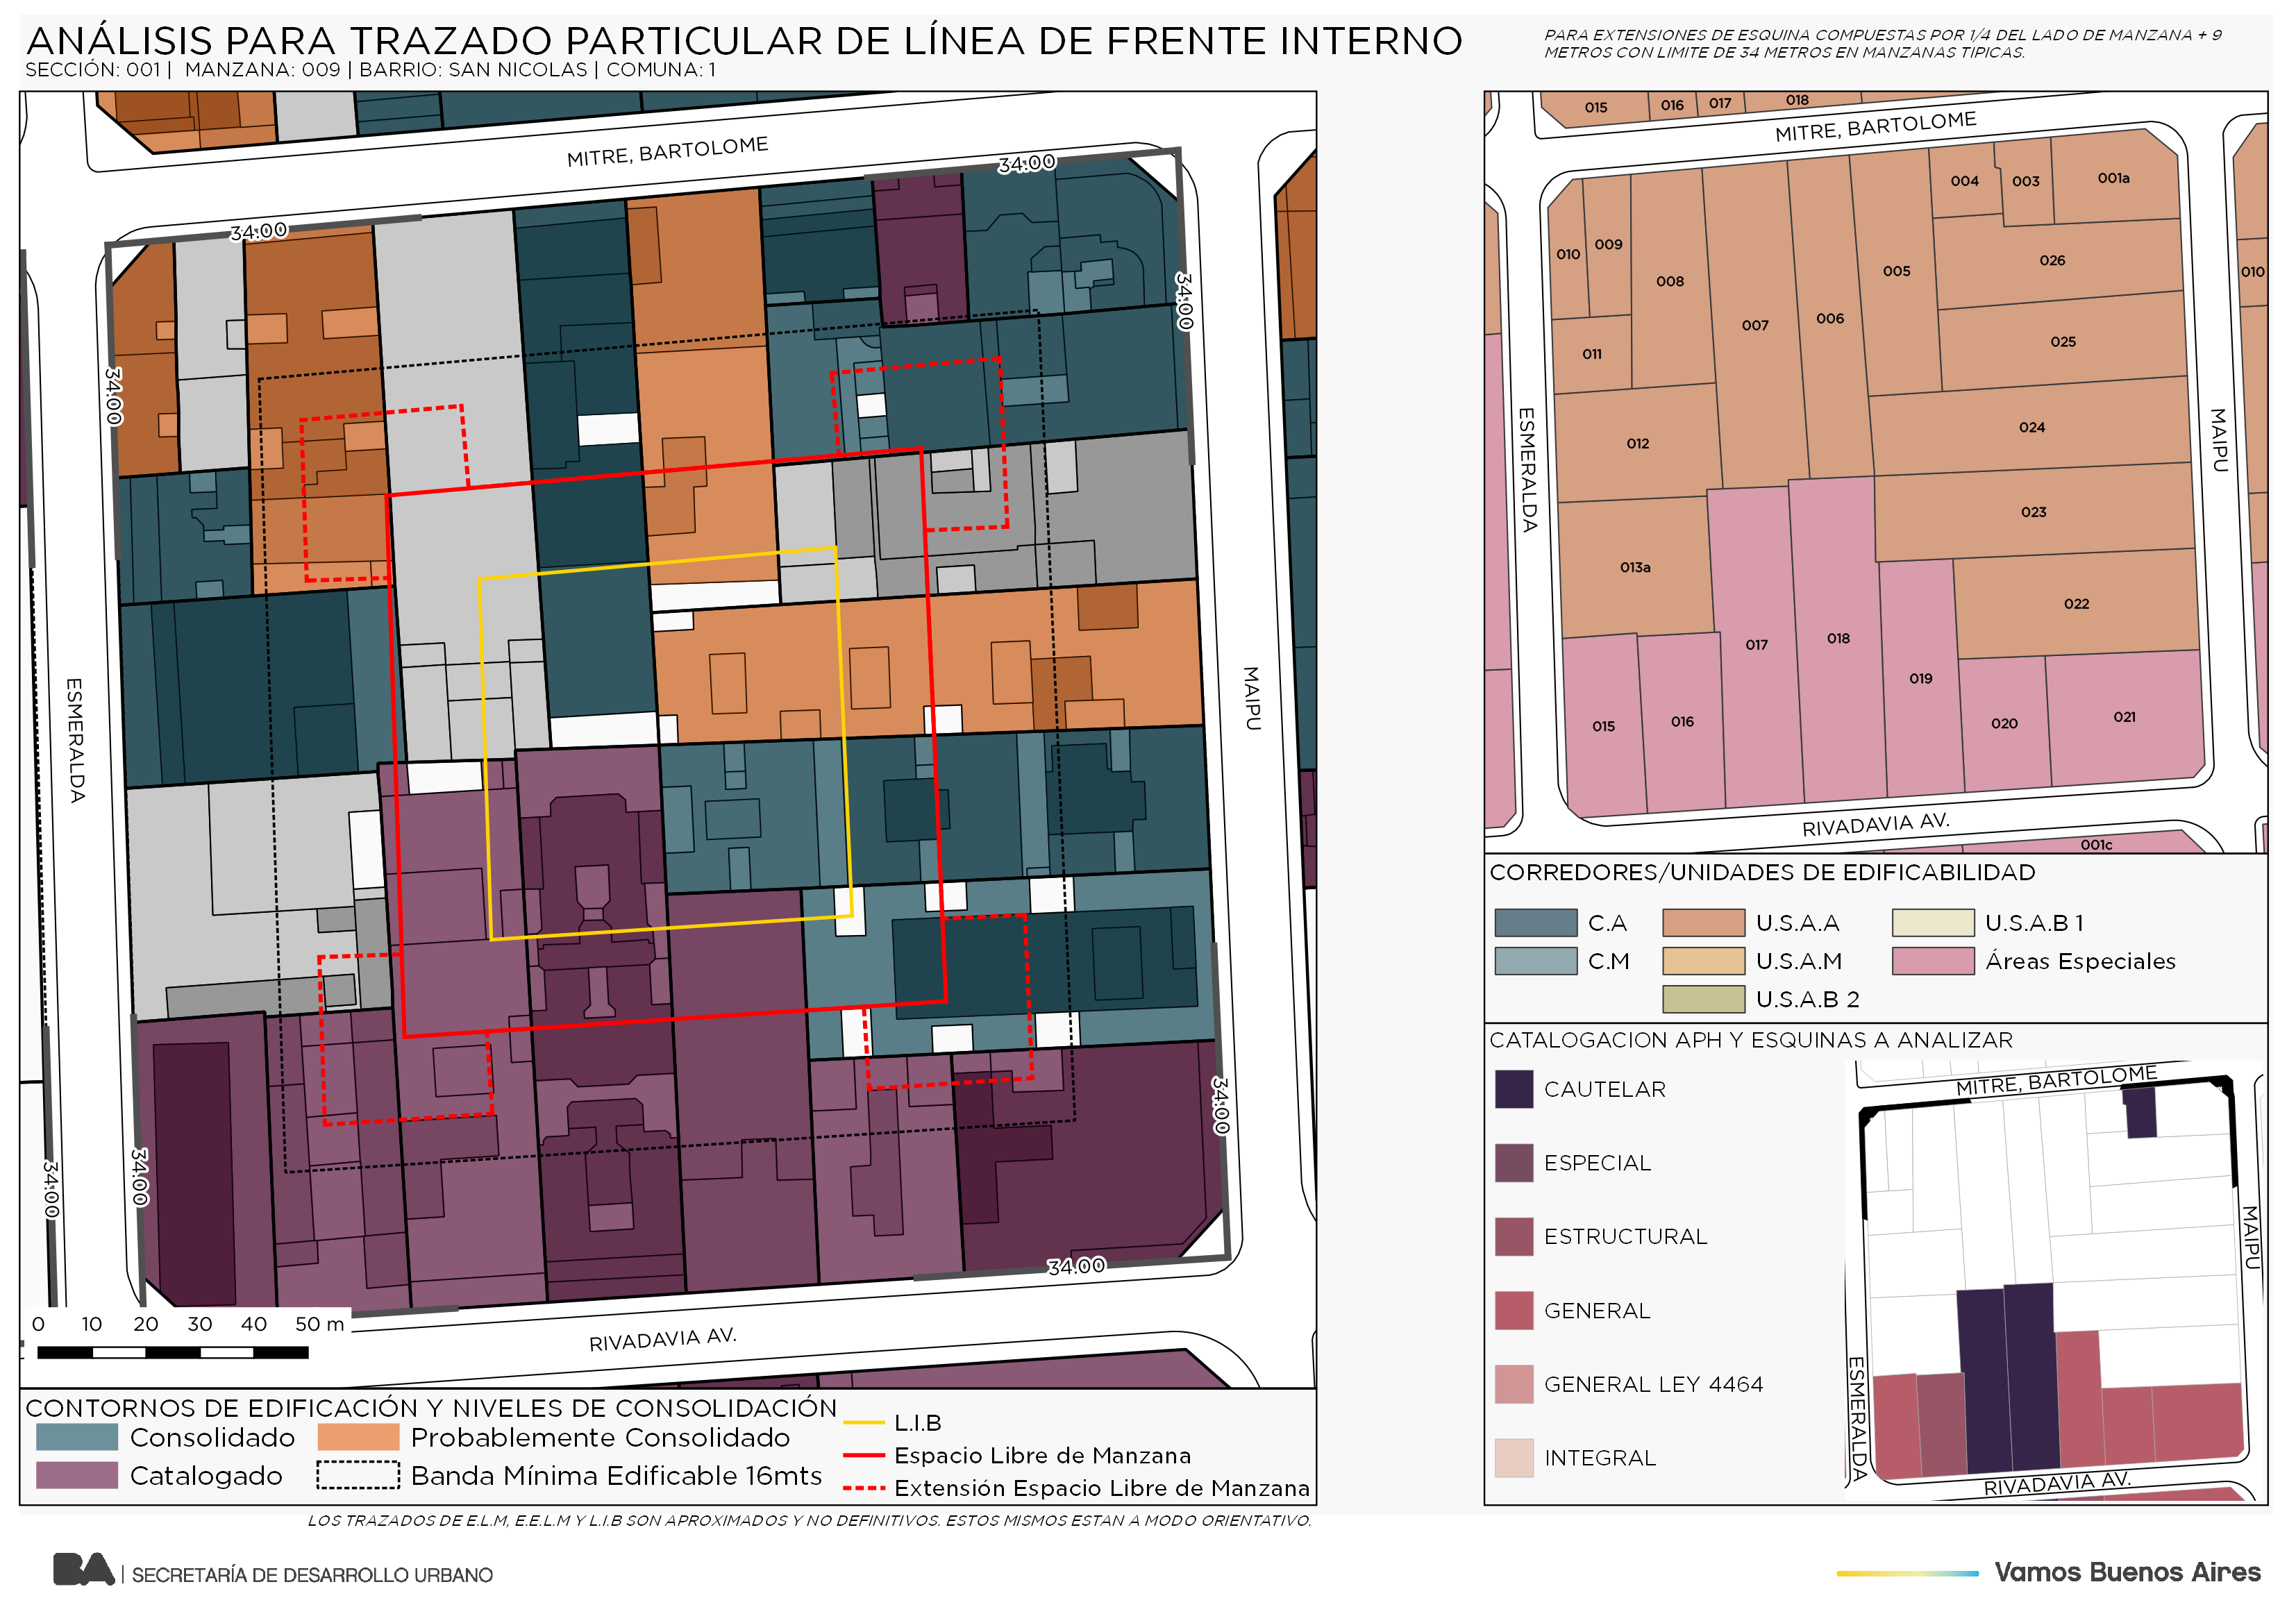 ANÁLISIS PARA TRAZADO PARTICULAR DE LÍNEA DE FRENTE INTERNO
SECCIÓN: 001 | MANZANA: 009 | BARRIO: SAN NICOLAS | COMUNA: 1
PARA EXTENSIONES DE ESQUINA COMPUESTAS POR 1/4 DEL LADO DE MANZANA + 9
METROS CON LIMITE DE 34 METROS EN MANZANAS TIPICAS.
MITRE, BARTOLOME
34.00
34.00
34.00
34.00
ESMERALDA
MAIPU
34.00
34.00
34.00
34.00
RIVADAVIA AV.
0 10 20 30 40 50 m
CONTORNOS DE EDIFICACIÓN Y NIVELES DE CONSOLIDACIÓN
Consolidado
Probablemente Consolidado
Catalogado
Banda Mínima Edificable 16mts
L.I.B
Espacio Libre de Manzana
Extensión Espacio Libre de Manzana
LOS TRAZADOS DE E.L.M, E.E.L.M Y L.I.B SON APROXIMADOS Y NO DEFINITIVOS. ESTOS MISMOS ESTAN A MODO ORIENTATIVO.
015 016 017 018
MITRE, BARTOLOME
004 003 001a
010 009 008 007 006 005 026
010
011 025
012 024
ESMERALDA
MAIPU
013a 023
022
015 016 017 018 019 020 021
RIVADAVIA AV.
001c
CORREDORES/UNIDADES DE EDIFICABILIDAD
C.A
U.S.A.A
U.S.A.B 1
C.M
U.S.A.M
Áreas Especiales
U.S.A.B 2
CATALOGACION APH Y ESQUINAS A ANALIZAR
CAUTELAR
ESPECIAL
ESTRUCTURAL
GENERAL
GENERAL LEY 4464
INTEGRAL
MITRE, BARTOLOME
MAIPU
ESMERALDA
RIVADAVIA AV.
BA | SECRETARÍA DE DESARROLLO URBANO
Vamos Buenos Aires